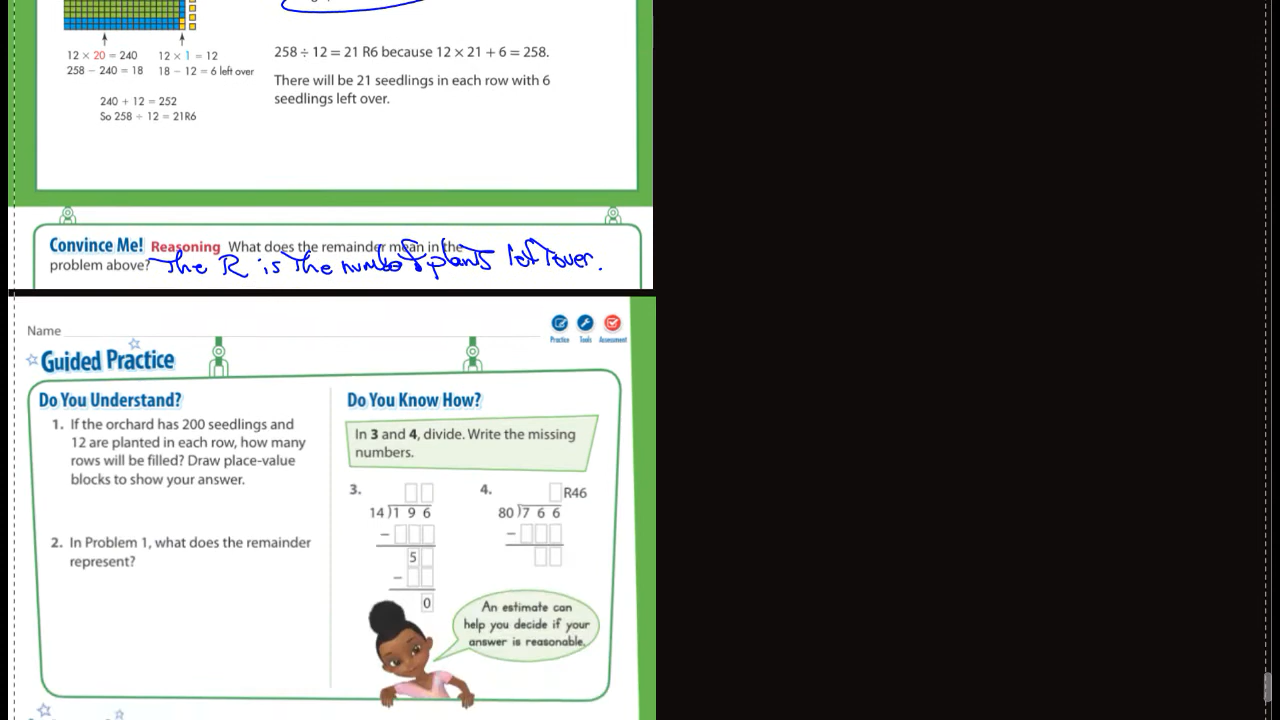 12 × 20 = 240 12 × 1 = 12
258 − 240 = 18 18 − 12 = 6 left over
240 + 12 = 252
So 258 ÷ 12 = 21R6
258 ÷ 12 = 21 R6 because 12 × 21 + 6 = 258.
There will be 21 seedlings in each row with 6
seedlings left over.
Convince Me! Reasoning What does the remainder mean in the
problem above? The R is the numb of plants left over.
Name
Practice Tools Assessment
Guided Practice
Do You Understand?
1. If the orchard has 200 seedlings and
12 are planted in each row, how many
rows will be filled? Draw place-value
blocks to show your answer.
2. In Problem 1, what does the remainder
represent?
Do You Know How?
In 3 and 4, divide. Write the missing
numbers.
3.
14)1 9 6
−
5
−
0
4.
R46
80)7 6 6
−
An estimate can
help you decide if your
answer is reasonable.